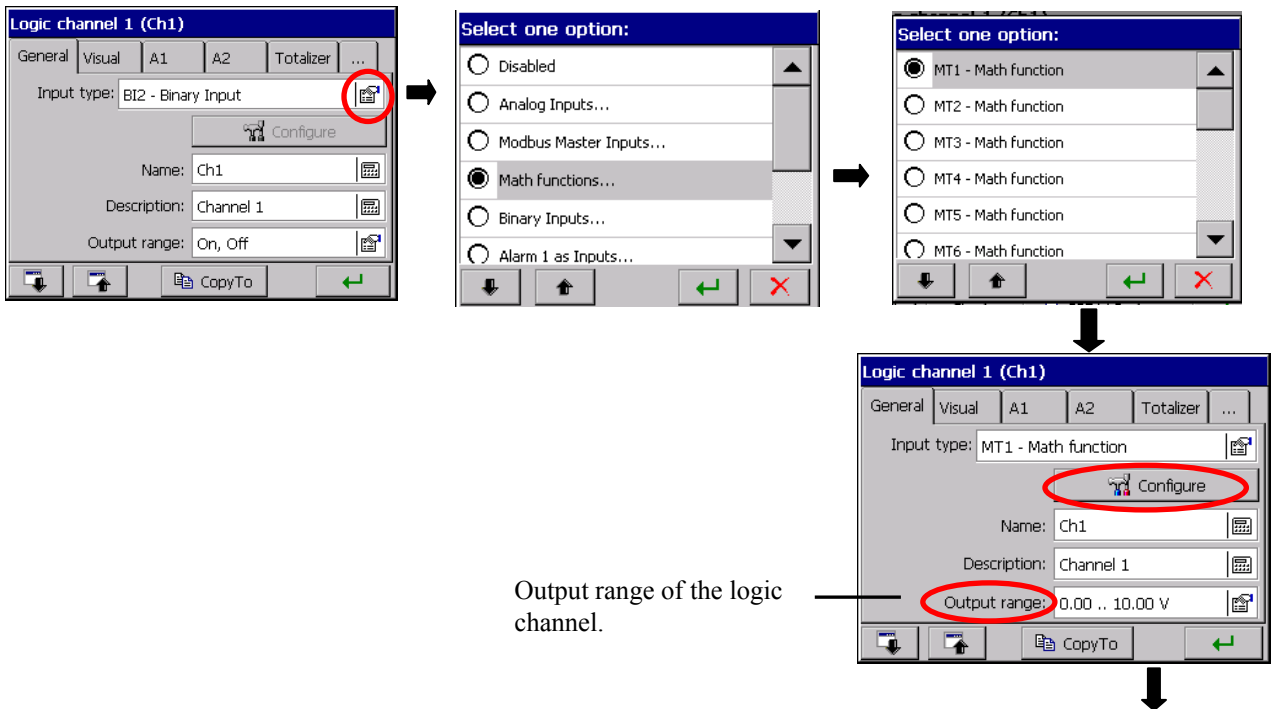 Logic channel 1 (Ch1)
General Visual A1 A2 Totalizer ...
Input type: BI2 - Binary Input
Configure
Name: Ch1
Description: Channel 1
Output range: On, Off
CopyTo
Select one option:
Disabled
Analog Inputs...
Modbus Master Inputs...
Math functions...
Binary Inputs...
Alarm 1 as Inputs...
Select one option:
MT1 - Math function
MT2 - Math function
MT3 - Math function
MT4 - Math function
MT5 - Math function
MT6 - Math function
Logic channel 1 (Ch1)
General Visual A1 A2 Totalizer ...
Input type: MT1 - Math function
Configure
Name: Ch1
Description: Channel 1
Output range: 0.00 .. 10.00 V
CopyTo
Output range of the logic
channel.